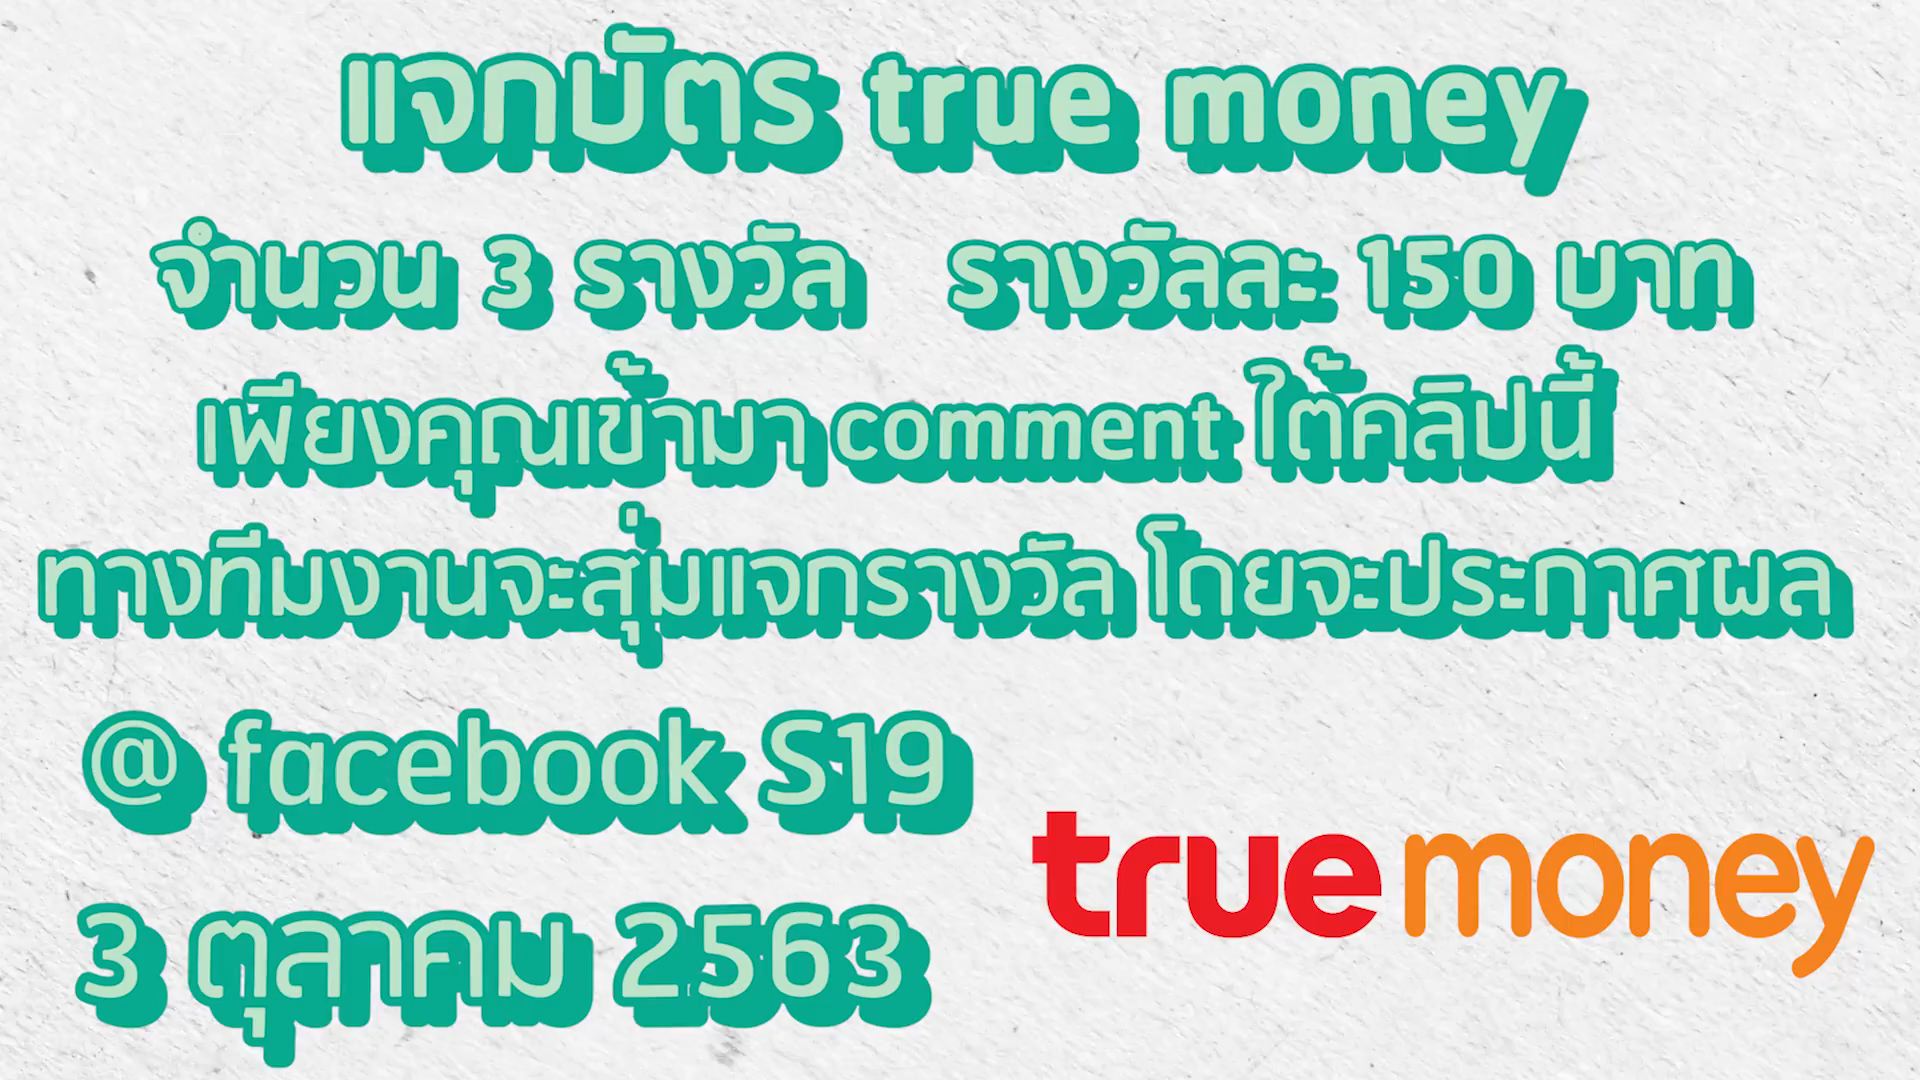 แจกบัตร true money
จำนวน 3 รางวัล รางวัลละ 150 บาท
เพียงคุณเข้ามา comment ใต้คลิปนี้
ทางทีมงานจะสุ่มแจกรางวัล โดยจะประกาศผล
@ facebook S19
truemoney
3 ตุลาคม 2563